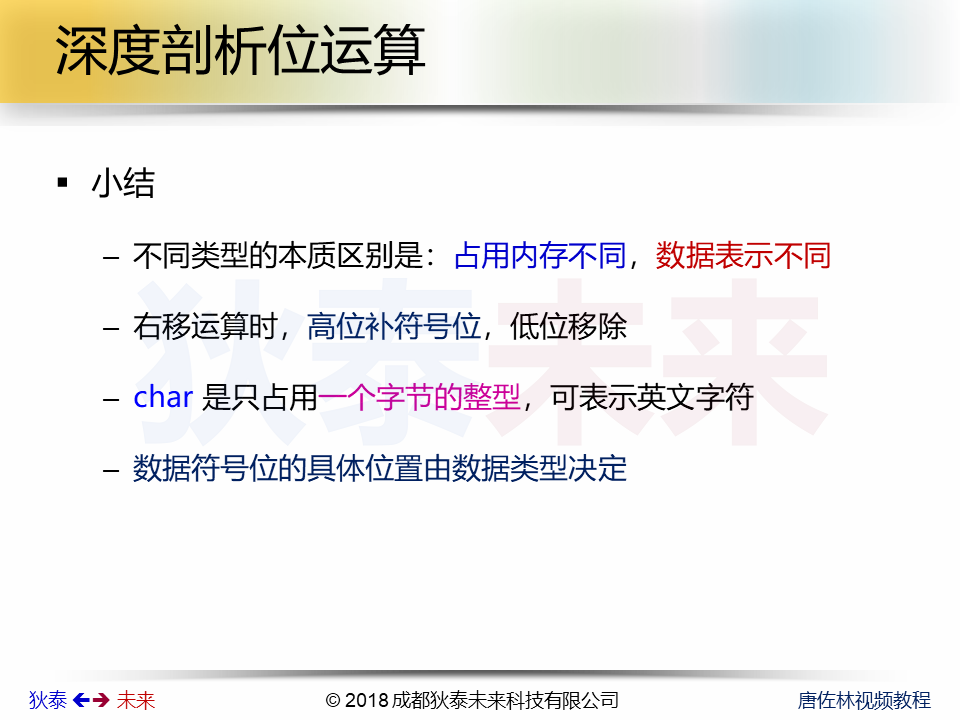 深度剖析位运算
▪ 小结
– 不同类型的本质区别是：占用内存不同，数据表示不同
– 右移运算时，高位补符号位，低位移除
– char 是只占用一个字节的整型，可表示英文字符
– 数据符号位的具体位置由数据类型决定
狄泰未来
狄泰 未来 © 2018 成都狄泰未来科技有限公司 唐佐林视频教程